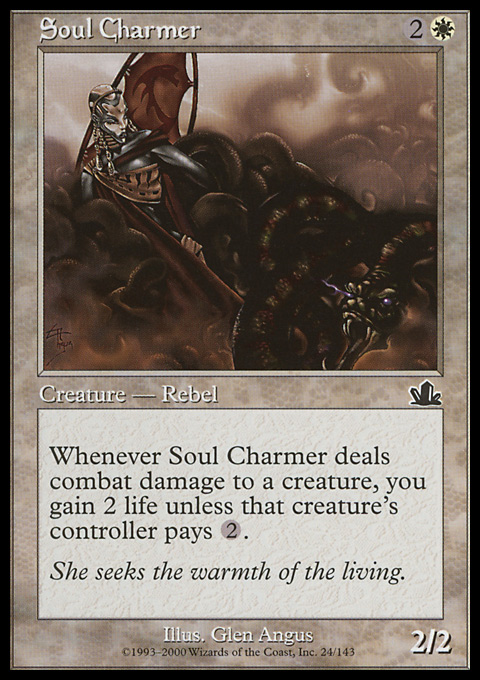 Soul Charmer 2
Creature — Rebel
Whenever Soul Charmer deals
combat damage to a creature, you
gain 2 life unless that creature's
controller pays 2.
She seeks the warmth of the living.
Illus. Glen Angus
2/2
©1993–2000 Wizards of the Coast, Inc. 24/143